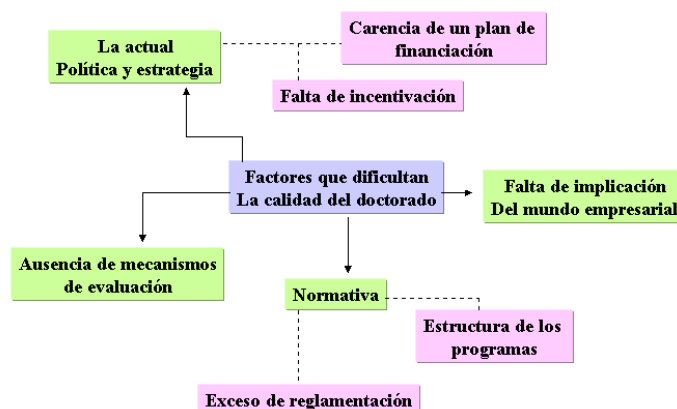 Carencia de un plan de
financiación
La actual
Política y estrategia
Falta de incentivación
Factores que dificultan
La calidad del doctorado
Falta de implicación
Del mundo empresarial
Ausencia de mecanismos
de evaluación
Normativa
Estructura de los
programas
Exceso de reglamentación